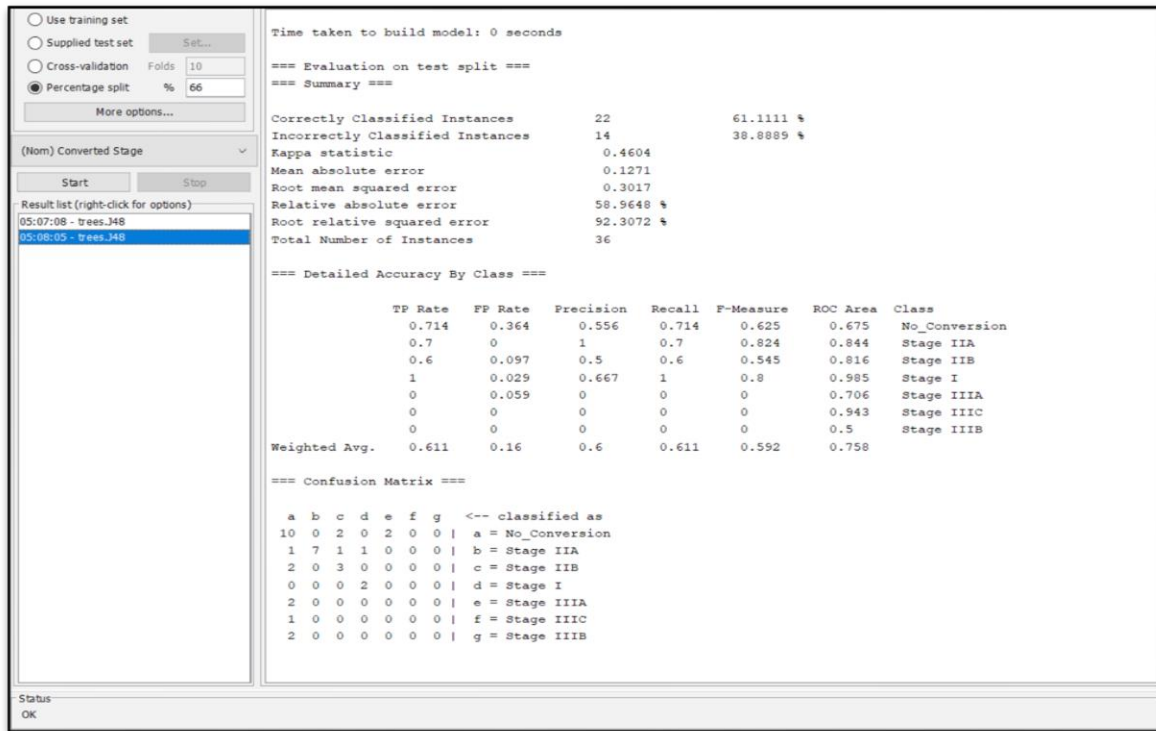 Use training set
Supplied test set Set...
Cross-validation Folds 10
Percentage split % 66
More options...
(Nom) Converted Stage
Start Stop
Result list (right-click for options)
05:07:08 - trees.J48
05:08:05 - trees.J48
Time taken to build model: 0 seconds
=== Evaluation on test split ===
=== Summary ===
Correctly Classified Instances 22 61.1111 %
Incorrectly Classified Instances 14 38.8889 %
Kappa statistic 0.4604
Mean absolute error 0.1271
Root mean squared error 0.3017
Relative absolute error 58.9648 %
Root relative squared error 92.3072 %
Total Number of Instances 36
=== Detailed Accuracy By Class ===
TP Rate FP Rate Precision Recall F-Measure ROC Area Class
0.714 0.364 0.556 0.714 0.625 0.675 No_Conversion
0.7 0 1 0.7 0.824 0.844 Stage IIA
0.6 0.097 0.5 0.6 0.545 0.816 Stage IIB
1 0.029 0.667 1 0.8 0.985 Stage I
0 0.059 0 0 0 0.706 Stage IIIA
0 0 0 0 0 0.943 Stage IIIC
0 0 0 0 0 0.5 Stage IIIB
Weighted Avg. 0.611 0.16 0.6 0.611 0.592 0.758
=== Confusion Matrix ===
a b c d e f g <-- classified as
10 0 2 0 2 0 0 | a = No_Conversion
1 7 1 1 0 0 0 | b = Stage IIA
2 0 3 0 0 0 0 | c = Stage IIB
0 0 0 2 0 0 0 | d = Stage I
2 0 0 0 0 0 0 | e = Stage IIIA
1 0 0 0 0 0 0 | f = Stage IIIC
2 0 0 0 0 0 0 | g = Stage IIIB
Status
OK